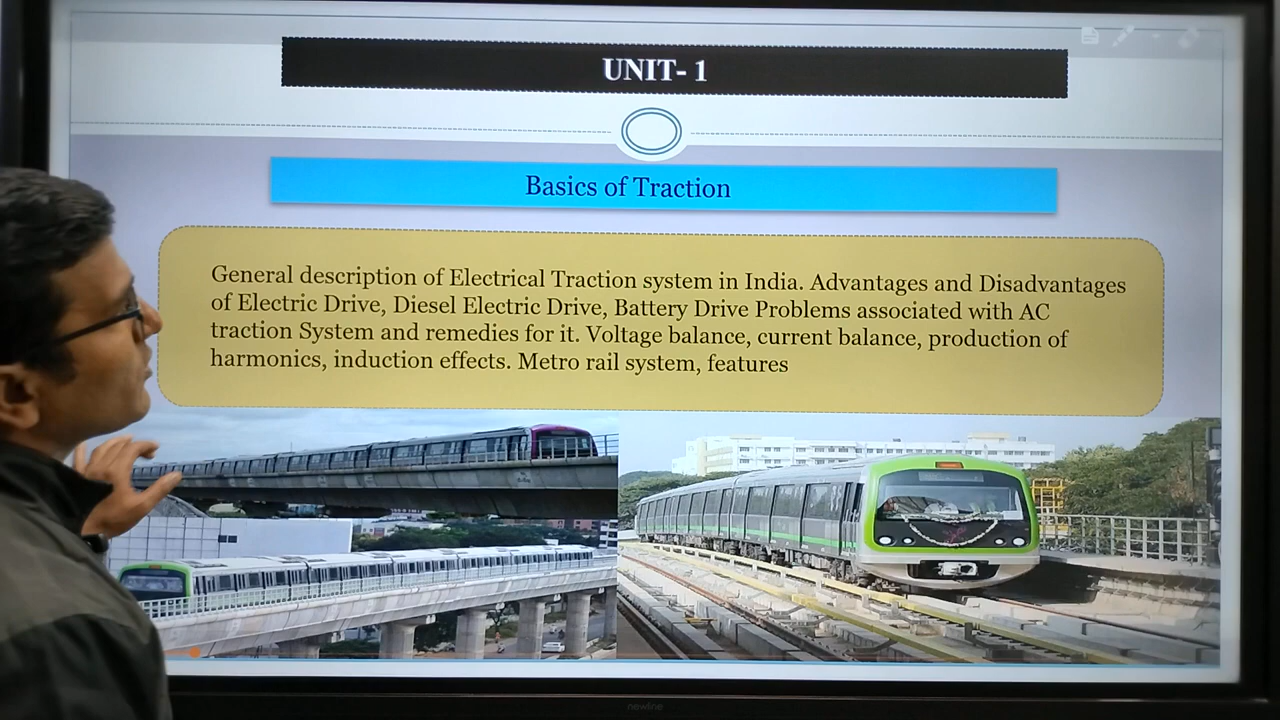 UNIT- 1
Basics of Traction
General description of Electrical Traction system in India. Advantages and Disadvantages
of Electric Drive, Diesel Electric Drive, Battery Drive Problems associated with AC
traction System and remedies for it. Voltage balance, current balance, production of
harmonics, induction effects. Metro rail system, features
newline